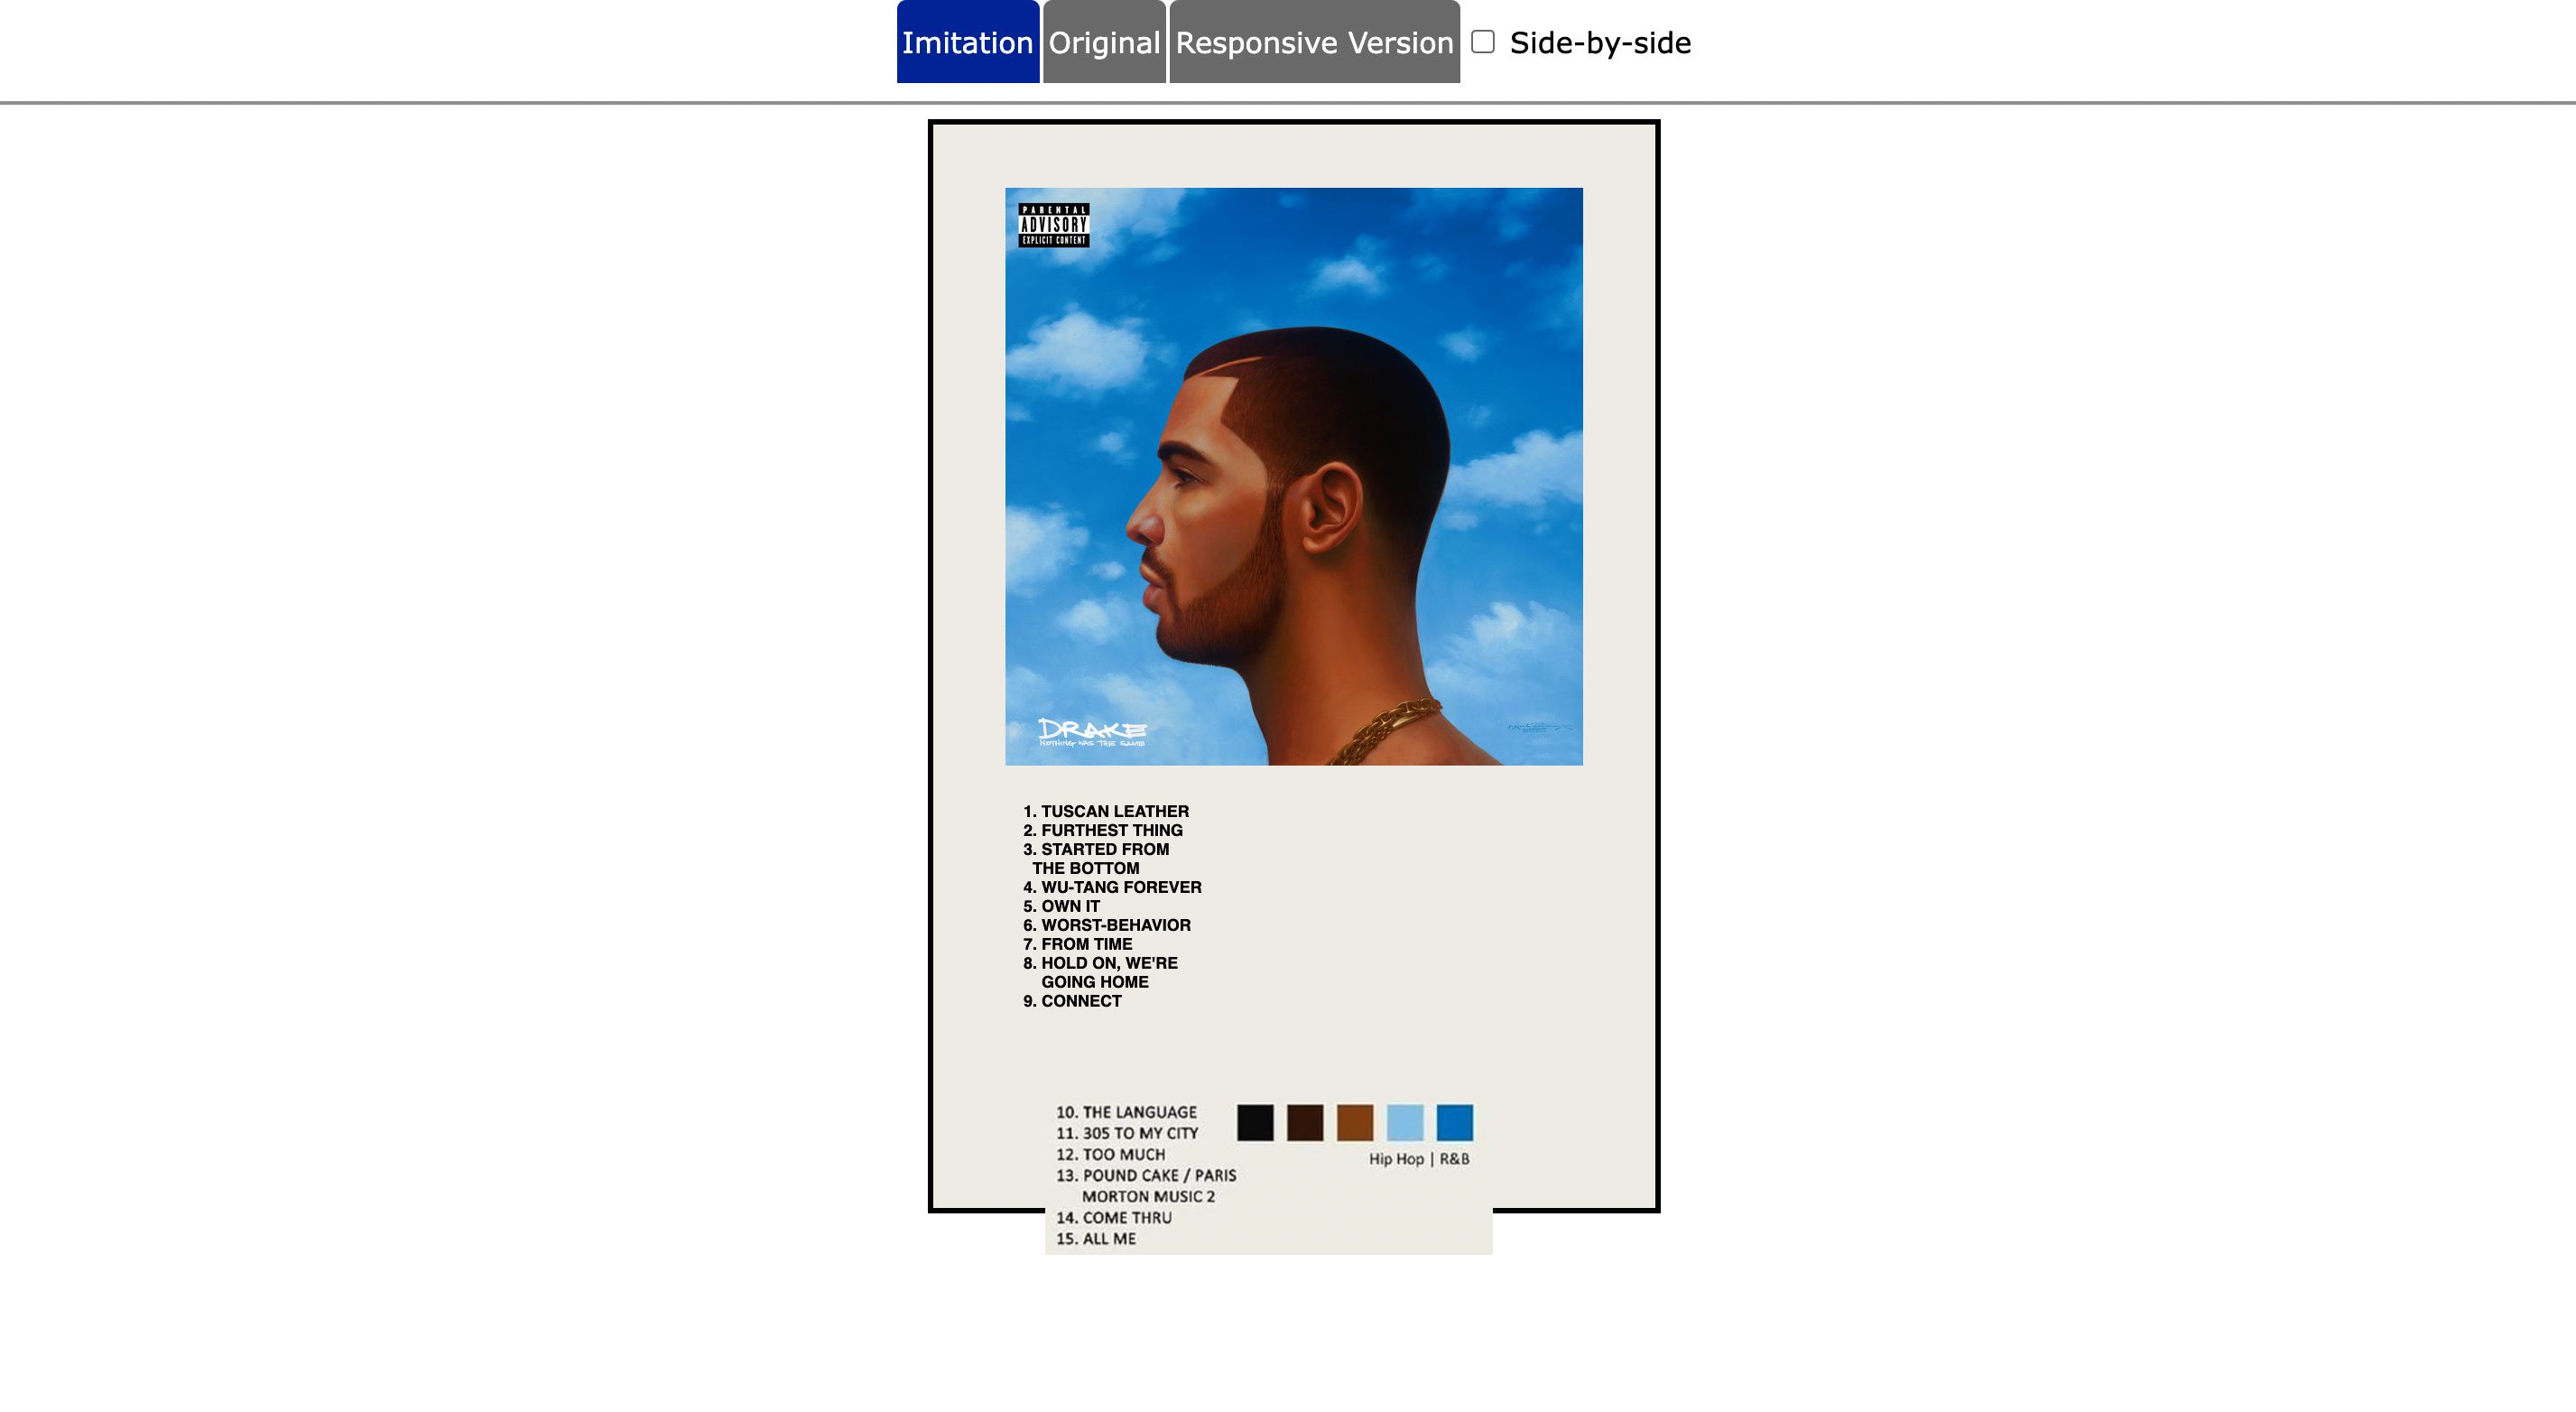 Imitation Original Responsive Version Side-by-side
PARENTAL
ADVISORY
EXPLICIT CONTENT
DRAKE
NOTHING WAS THE SAME
1. TUSCAN LEATHER
2. FURTHEST THING
3. STARTED FROM
THE BOTTOM
4. WU-TANG FOREVER
5. OWN IT
6. WORST-BEHAVIOR
7. FROM TIME
8. HOLD ON, WE'RE
GOING HOME
9. CONNECT
10. THE LANGUAGE
11. 305 TO MY CITY
12. TOO MUCH
13. POUND CAKE / PARIS
MORTON MUSIC 2
14. COME THRU
15. ALL ME
Hip Hop | R&B